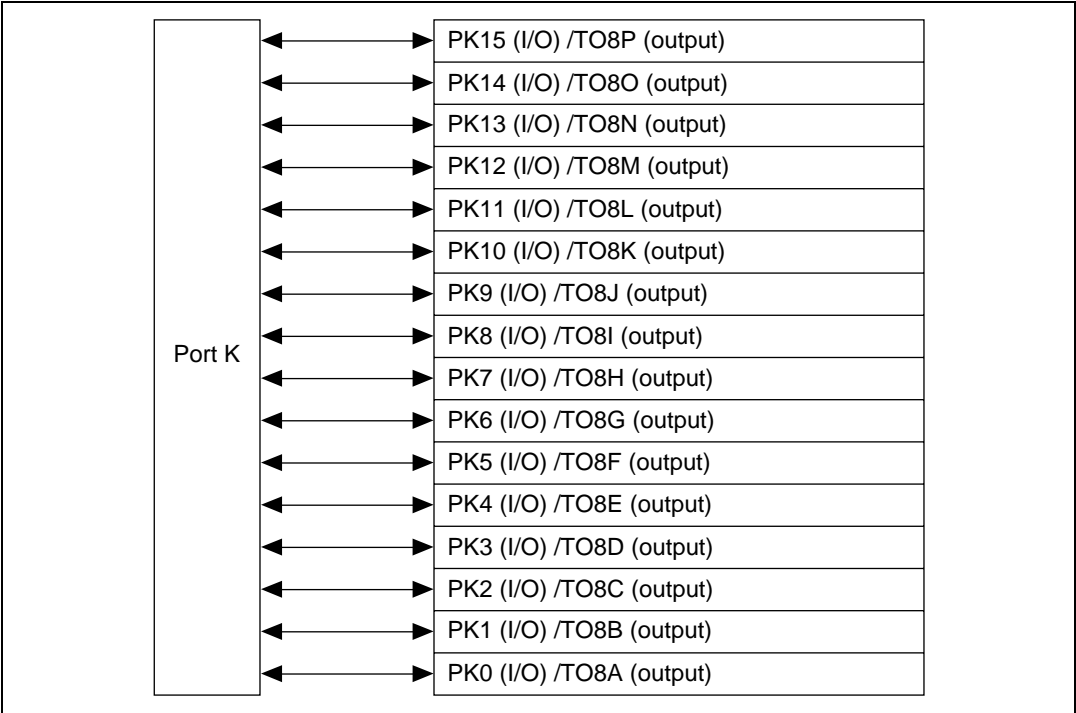 PK15 (I/O) /TO8P (output)
PK14 (I/O) /TO8O (output)
PK13 (I/O) /TO8N (output)
PK12 (I/O) /TO8M (output)
PK11 (I/O) /TO8L (output)
PK10 (I/O) /TO8K (output)
PK9 (I/O) /TO8J (output)
PK8 (I/O) /TO8I (output)
Port K
PK7 (I/O) /TO8H (output)
PK6 (I/O) /TO8G (output)
PK5 (I/O) /TO8F (output)
PK4 (I/O) /TO8E (output)
PK3 (I/O) /TO8D (output)
PK2 (I/O) /TO8C (output)
PK1 (I/O) /TO8B (output)
PK0 (I/O) /TO8A (output)